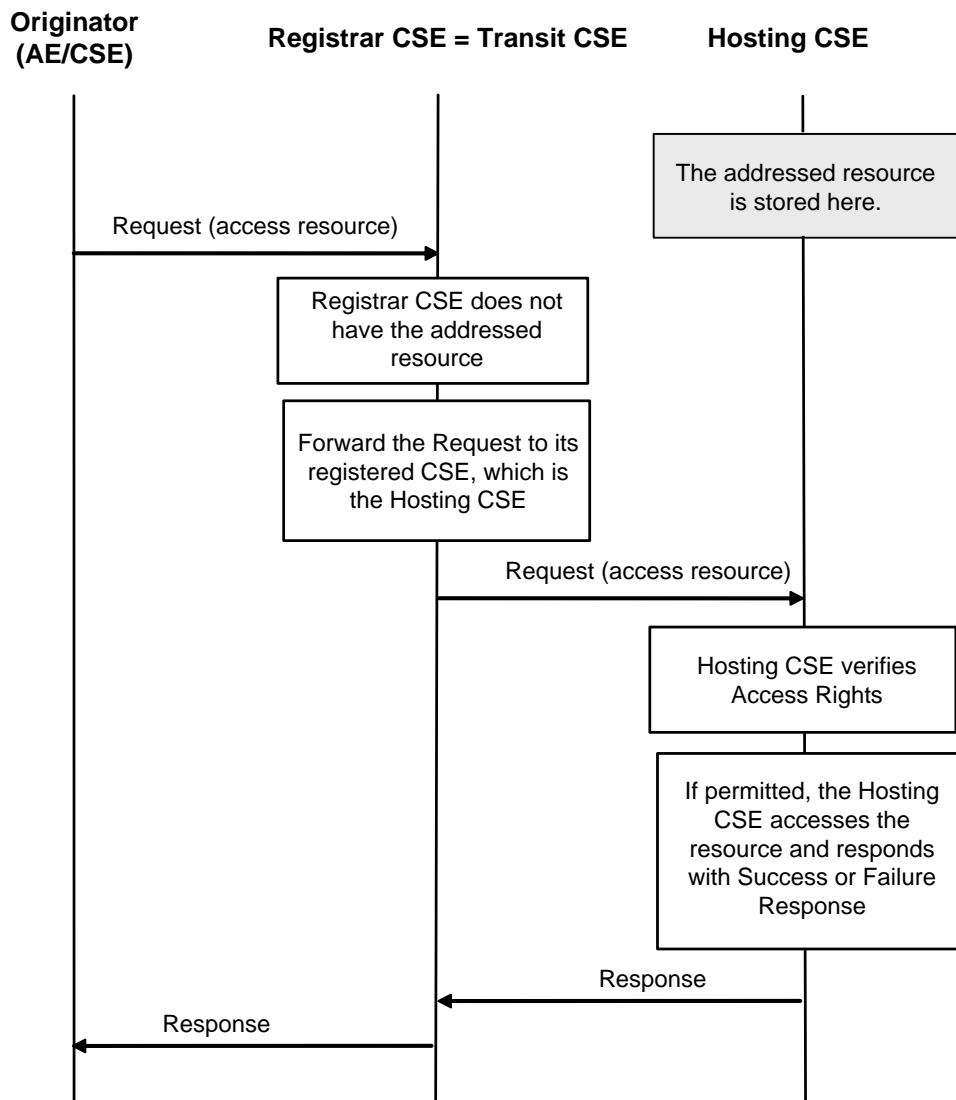 Originator
(AE/CSE)
Registrar CSE = Transit CSE
Hosting CSE
The addressed resource
is stored here.
Request (access resource)
Registrar CSE does not
have the addressed
resource
Forward the Request to its
registered CSE, which is
the Hosting CSE
Request (access resource)
Hosting CSE verifies
Access Rights
If permitted, the Hosting
CSE accesses the
resource and responds
with Success or Failure
Response
Response
Response